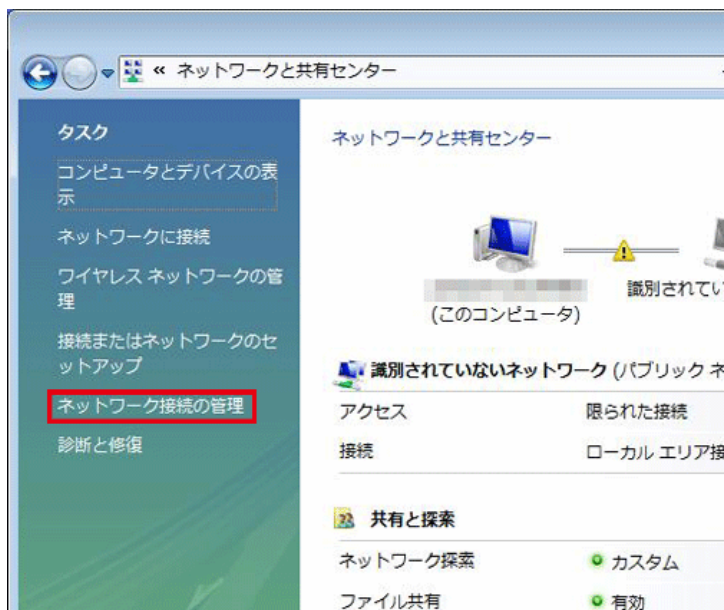 « ネットワークと共有センター
タスク
コンピュータとデバイスの表
示
ネットワークに接続
ワイヤレス ネットワークの管
理
接続またはネットワークのセ
ットアップ
ネットワーク接続の管理
診断と修復
ネットワークと共有センター
(このコンピュータ)
識別されてい
識別されていないネットワーク (パブリック ネ
アクセス 限られた接続
接続 ローカル エリア接
共有と探索
ネットワーク探索 カスタム
ファイル共有 有効